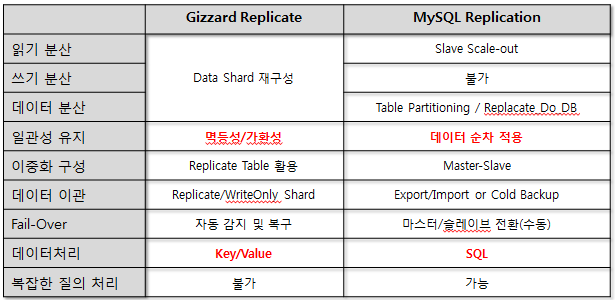 Gizzard Replicate MySQL Replication
읽기 분산 Slave Scale-out
쓰기 분산 Data Shard 재구성 불가
데이터 분산 Table Partitioning / Replacate_Do_DB
일관성 유지 멱등성/가환성 데이터 순차 적용
이중화 구성 Replicate Table 활용 Master-Slave
데이터 이관 Replicate/WriteOnly Shard Export/Import or Cold Backup
Fail-Over 자동 감지 및 복구 마스터/슬레이브 전환(수동)
데이터처리 Key/Value SQL
복잡한 질의 처리 불가 가능